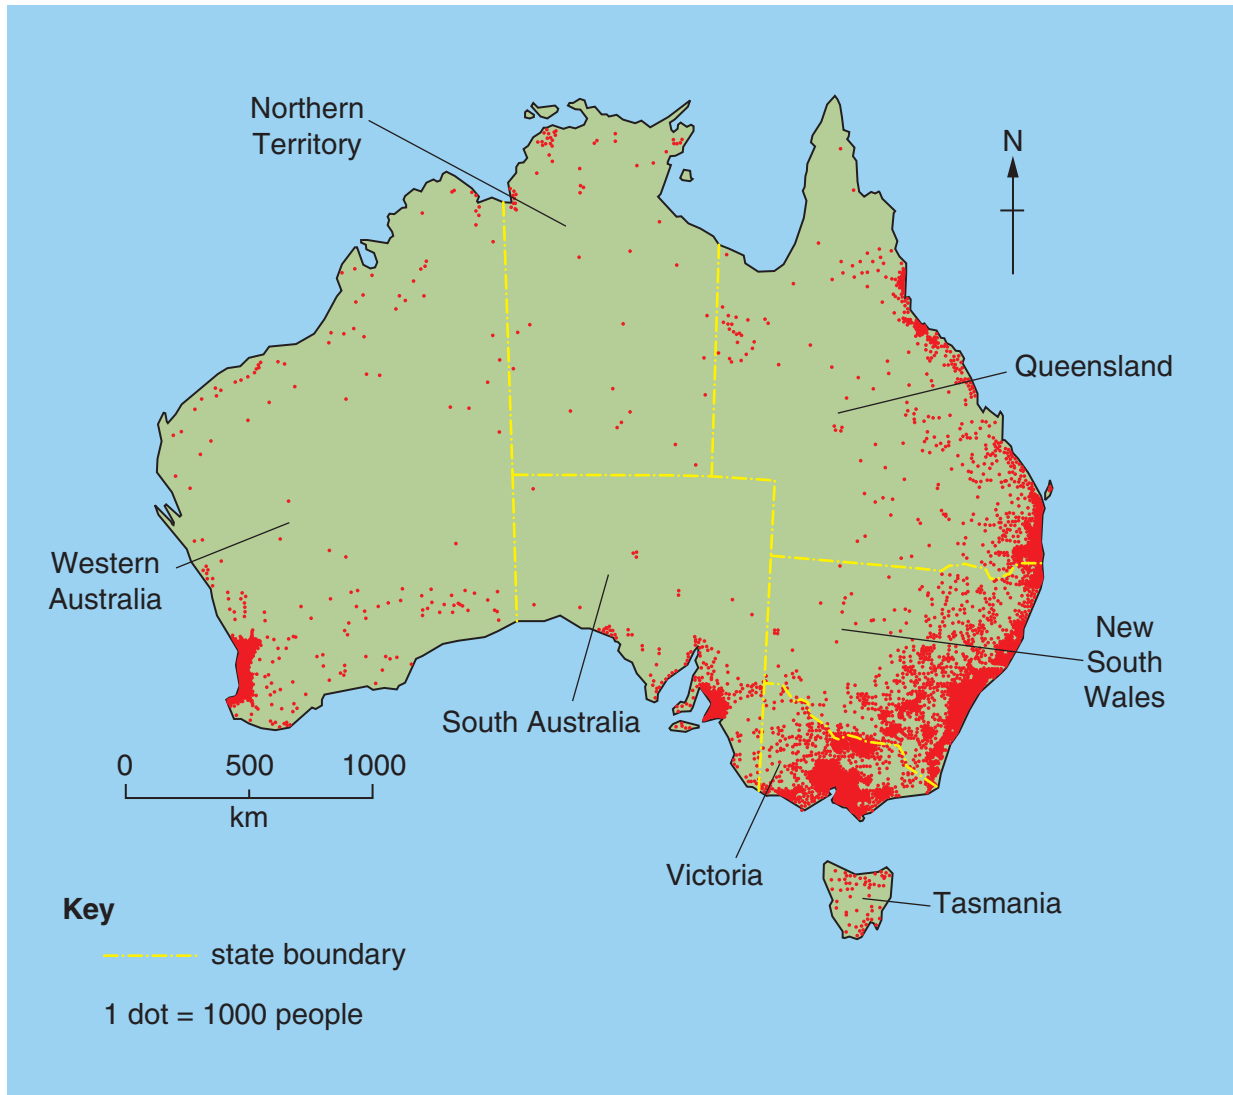 Northern
Territory
N
Queensland
Western
Australia
New
South
Wales
South Australia
0 500 1000
km
Victoria
Tasmania
Key
state boundary
1 dot = 1000 people